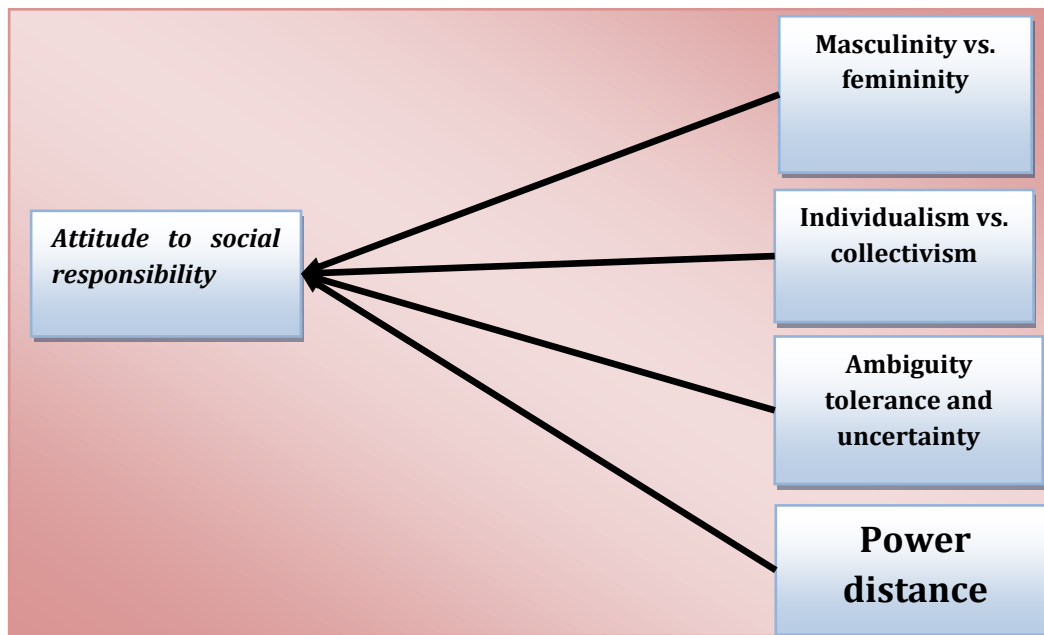 Masculinity vs.
femininity
Attitude to social
responsibility
Individualism vs.
collectivism
Ambiguity
tolerance and
uncertainty
Power
distance